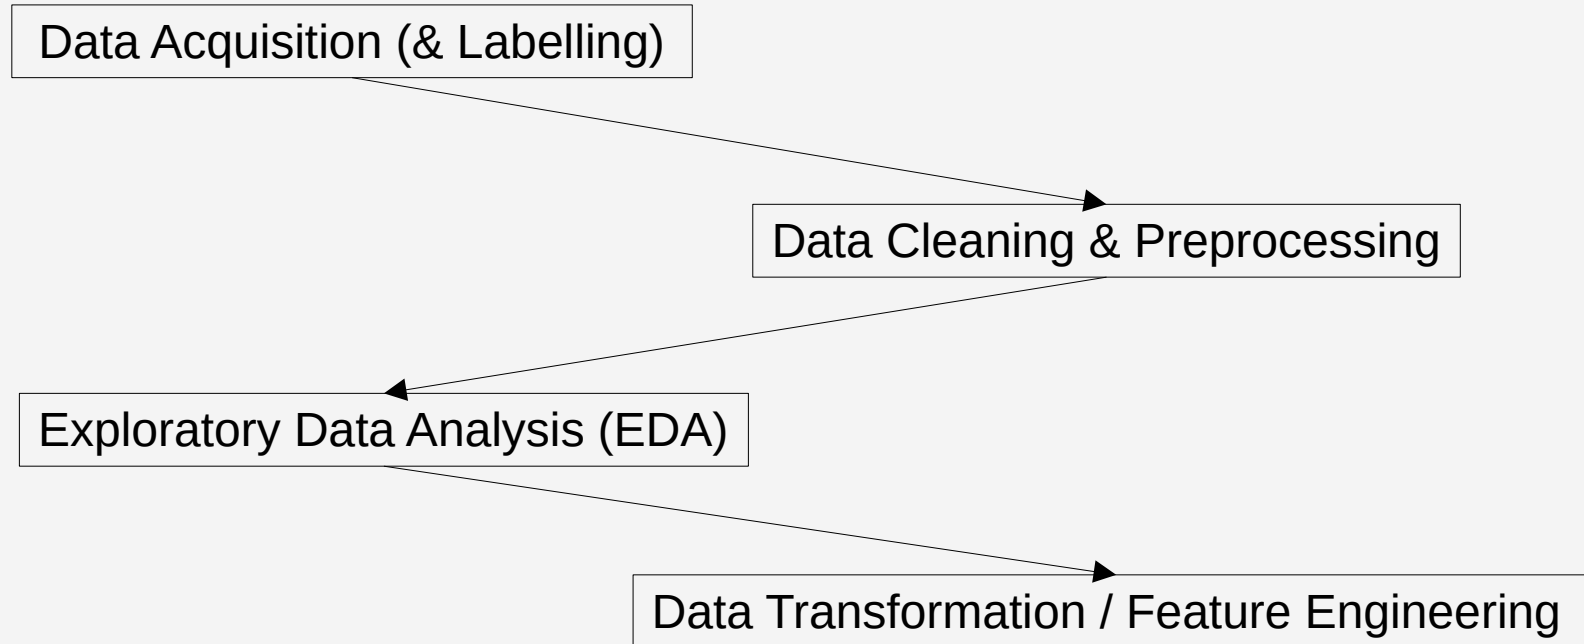 Data Acquisition (& Labelling)
Data Cleaning & Preprocessing
Exploratory Data Analysis (EDA)
Data Transformation / Feature Engineering